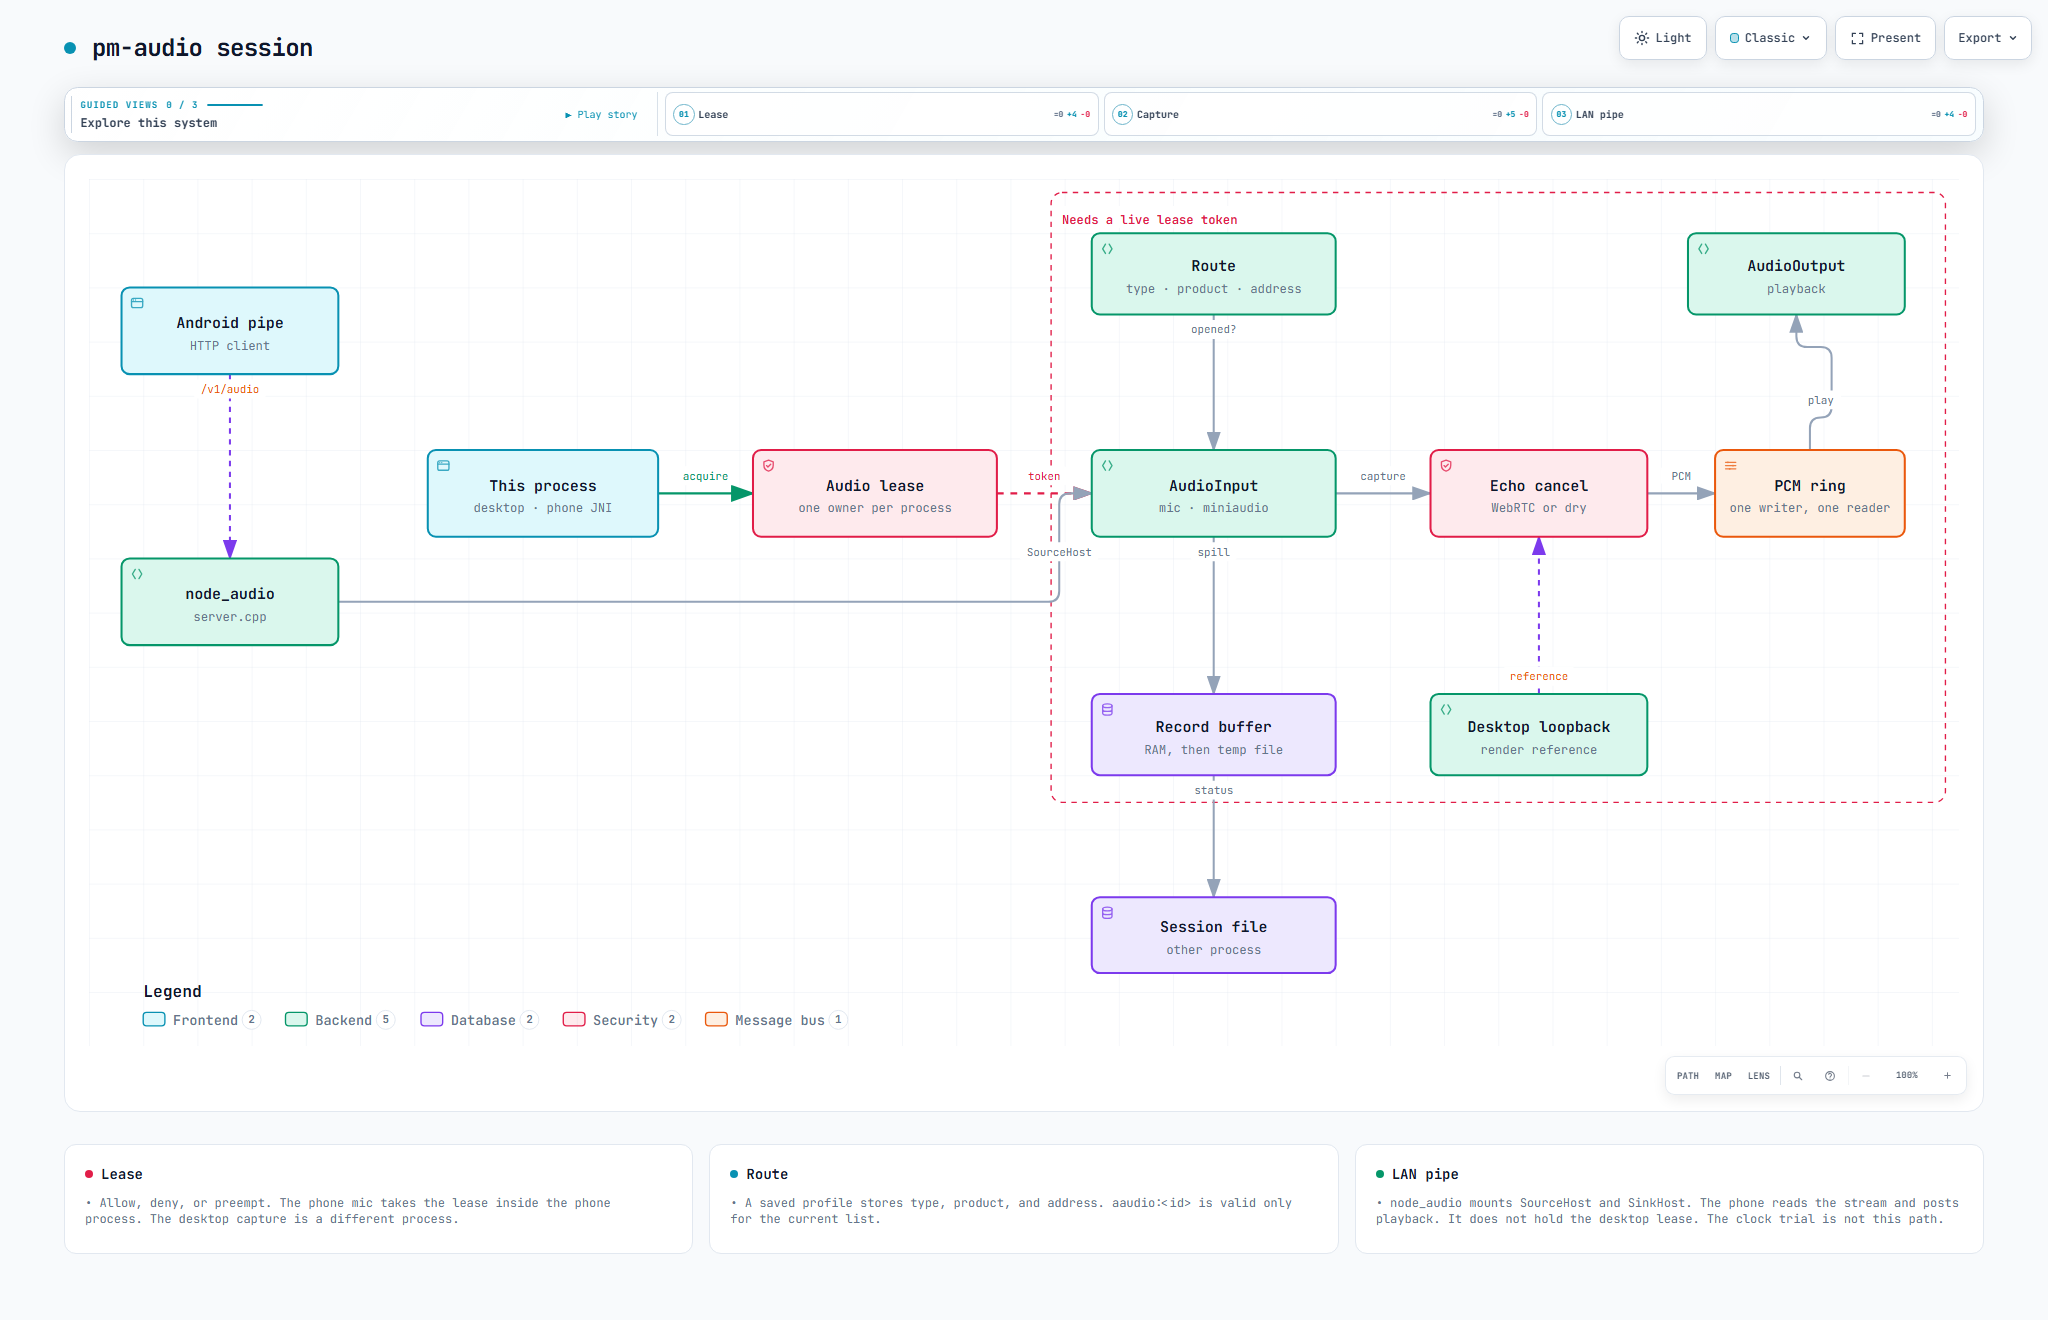 pm-audio session
Light
Classic
Present
Export
GUIDED VIEWS 0 / 3
Explore this system
▶ Play story
01 Lease =0 +4 -0
02 Capture =0 +5 -0
03 LAN pipe =0 +4 -0
Needs a live lease token
Route
type · product · address
AudioOutput
playback
Android pipe
HTTP client
opened?
/v1/audio
play
This process
desktop · phone JNI
acquire
Audio lease
one owner per process
token
AudioInput
mic · miniaudio
capture
Echo cancel
WebRTC or dry
PCM
PCM ring
one writer, one reader
SourceHost
spill
node_audio
server.cpp
reference
Record buffer
RAM, then temp file
Desktop loopback
render reference
status
Session file
other process
Legend
Frontend 2
Backend 5
Database 2
Security 2
Message bus 1
PATH MAP LENS
100%
Lease
• Allow, deny, or preempt. The phone mic takes the lease inside the phone
process. The desktop capture is a different process.
Route
• A saved profile stores type, product, and address. aaudio:<id> is valid only
for the current list.
LAN pipe
• node_audio mounts SourceHost and SinkHost. The phone reads the stream and posts
playback. It does not hold the desktop lease. The clock trial is not this path.